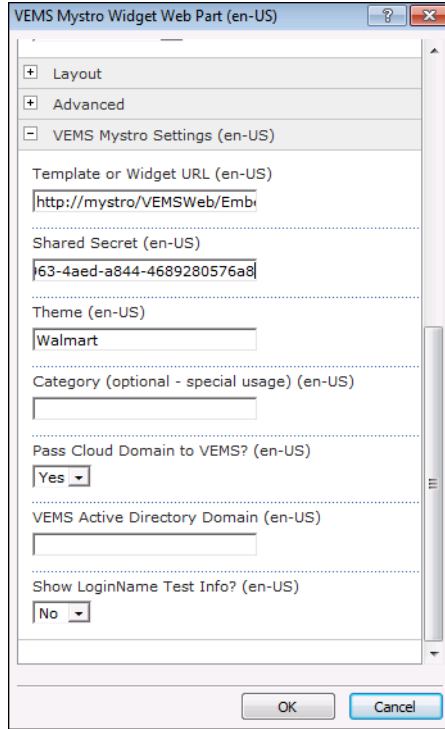 VEMS Mystro Widget Web Part (en-US)
Layout
Advanced
VEMS Mystro Settings (en-US)
Template or Widget URL (en-US)
http://mystro/VEMSWeb/Emb
Shared Secret (en-US)
63-4aed-a844-4689280576a8
Theme (en-US)
Walmart
Category (optional - special usage) (en-US)
Pass Cloud Domain to VEMS? (en-US)
Yes
VEMS Active Directory Domain (en-US)
Show LoginName Test Info? (en-US)
No
OK Cancel